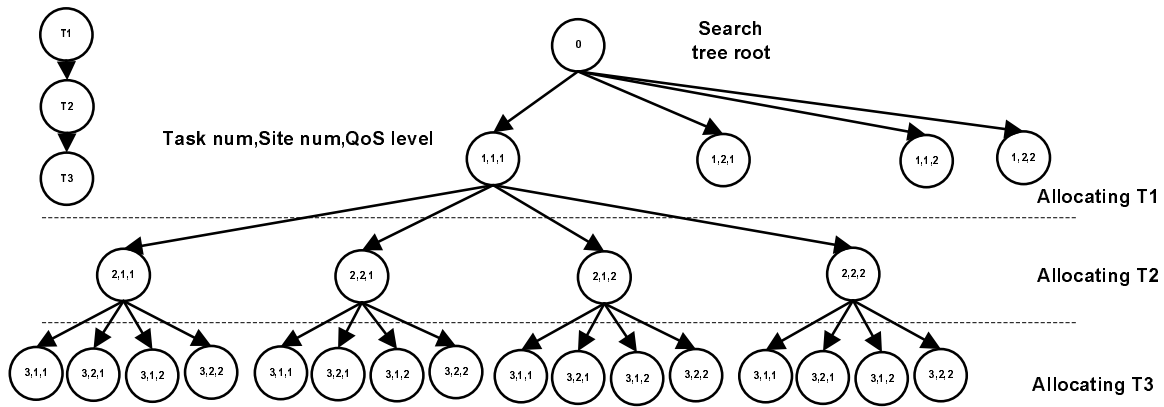 T1
0
Search
tree root
T2
Task num,Site num,QoS level
1,1,1
1,2,1
1,1,2
1,2,2
T3
Allocating T1
2,1,1
2,2,1
2,1,2
2,2,2
Allocating T2
3,1,1
3,2,1
3,1,2
3,2,2
3,1,1
3,2,1
3,1,2
3,2,2
3,1,1
3,2,1
3,1,2
3,2,2
3,1,1
3,2,1
3,1,2
3,2,2
Allocating T3